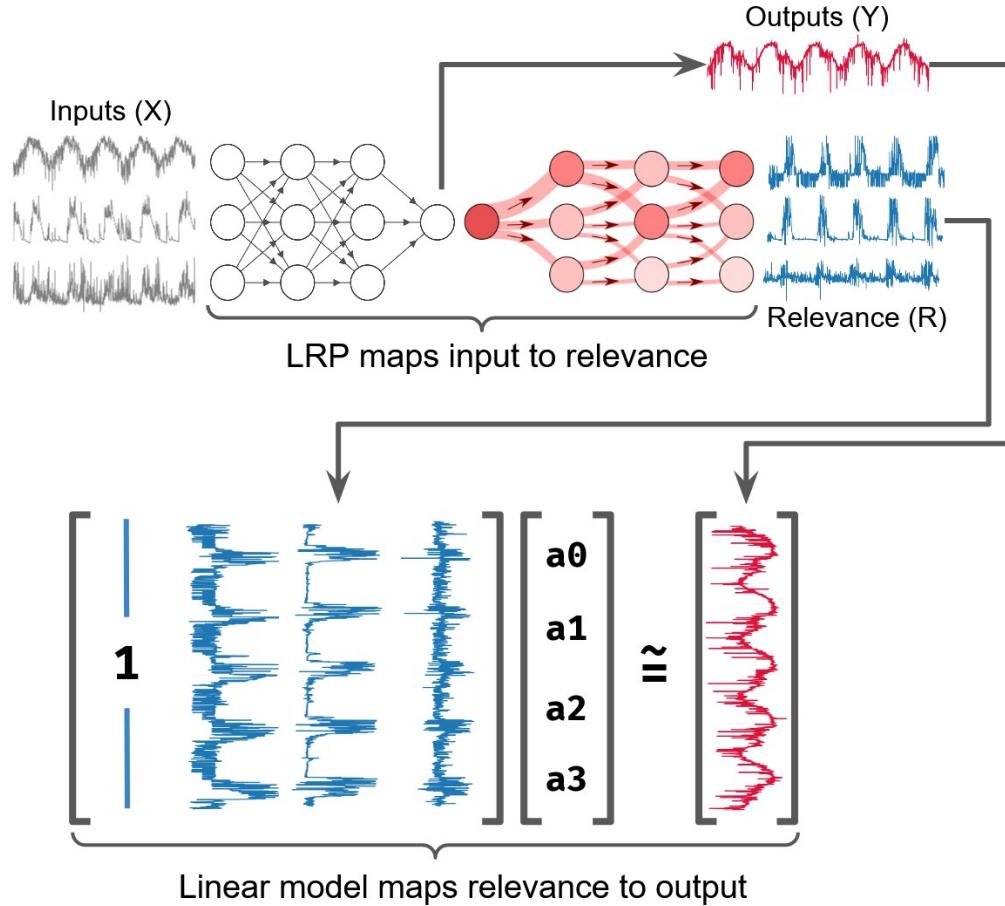 Outputs (Y)
Inputs (X)
Relevance (R)
LRP maps input to relevance
1
a0
a1
a2
a3
≅
Linear model maps relevance to output